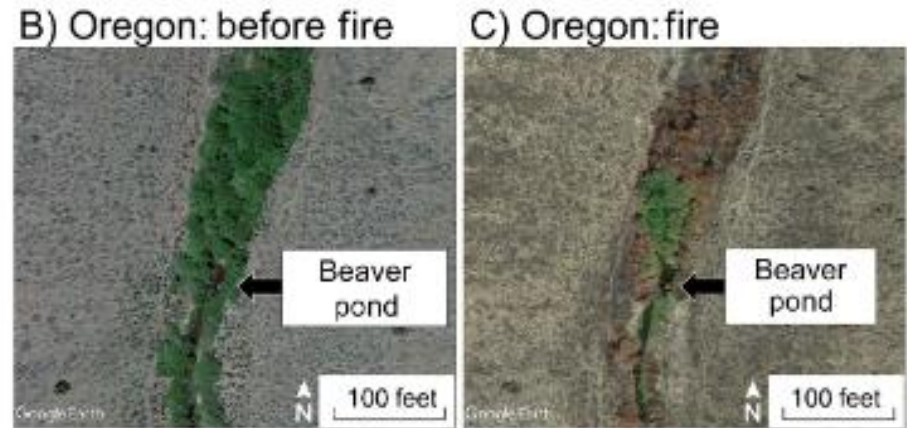 B) Oregon: before fire
C) Oregon: fire
Beaver
pond
Beaver
pond
N
100 feet
N
100 feet
Google Earth
Google Earth